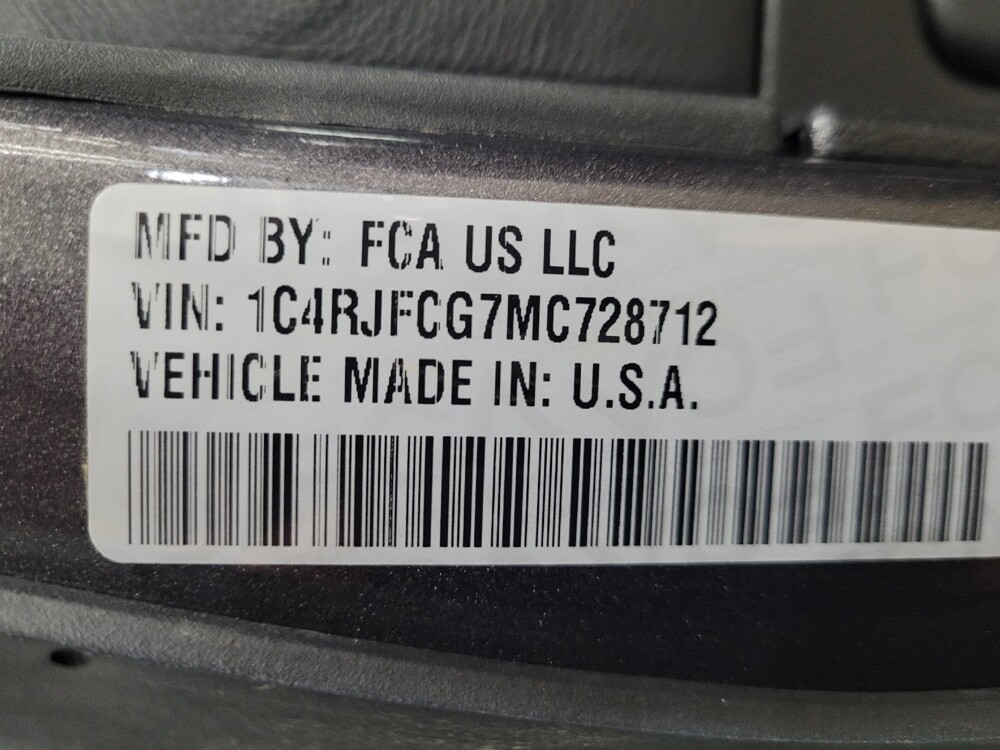 MFD BY: FCA US LLC
VIN: 1C4RJFCG7MC728712
VEHICLE MADE IN: U.S.A.